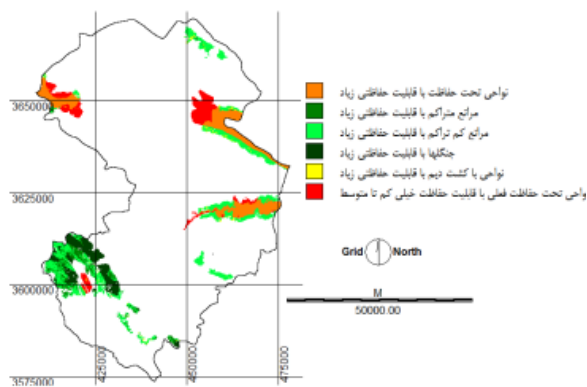 3650000
3625000
3600000
3575000
425000
450000
475000
نواحی تحت حفاظت با قابلیت حفاظتی زیاد
مراتع متراکم با قابلیت حفاظتی زیاد
مراتع کم تراکم با قابلیت حفاظتی زیاد
جنگلها با قابلیت حفاظتی زیاد
نواحی با کشت دیم با قابلیت حفاظتی زیاد
نواحی تحت حفاظت فعلی با قابلیت حفاظت خیلی کم تا متوسط
Grid North
M
50000.00